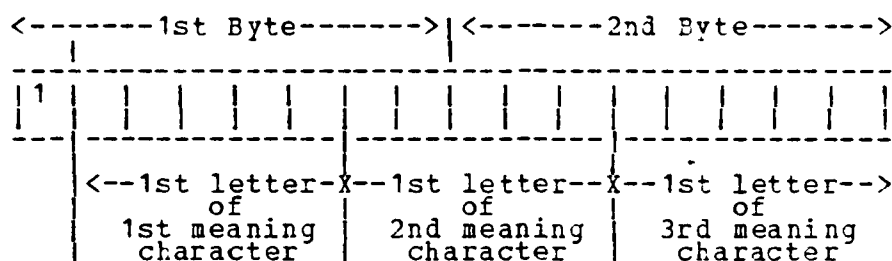 <-------1st Byte------->|<-------2nd Byte------->
| 1 | | | | | | | | | | | | | | | |
|<--1st letter-X--1st letter--X--1st letter-->
of of of
1st meaning 2nd meaning 3rd meaning
character character character